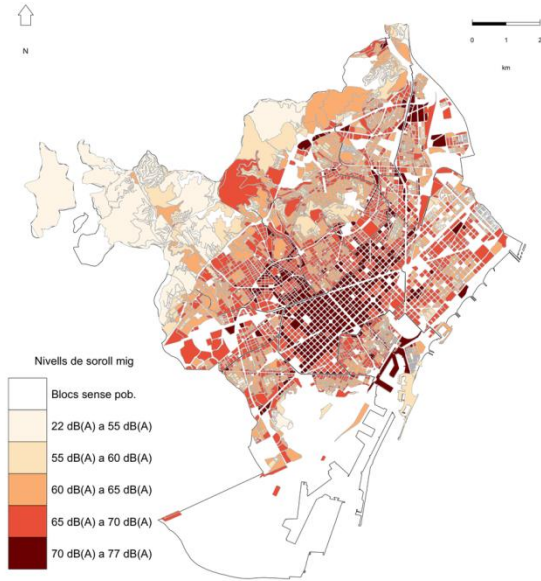 N
0 1 2
km
Nivells de soroll mig
Blocs sense pob.
22 dB(A) a 55 dB(A)
55 dB(A) a 60 dB(A)
60 dB(A) a 65 dB(A)
65 dB(A) a 70 dB(A)
70 dB(A) a 77 dB(A)